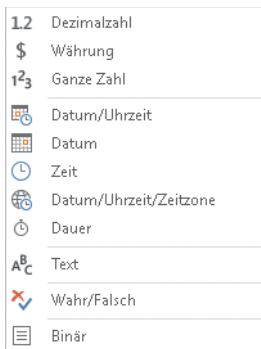 1.2 Dezimalzahl
$ Währung
1²3 Ganze Zahl
Datum/Uhrzeit
Datum
Zeit
Datum/Uhrzeit/Zeitzone
Dauer
ABC Text
Wahr/Falsch
Binär